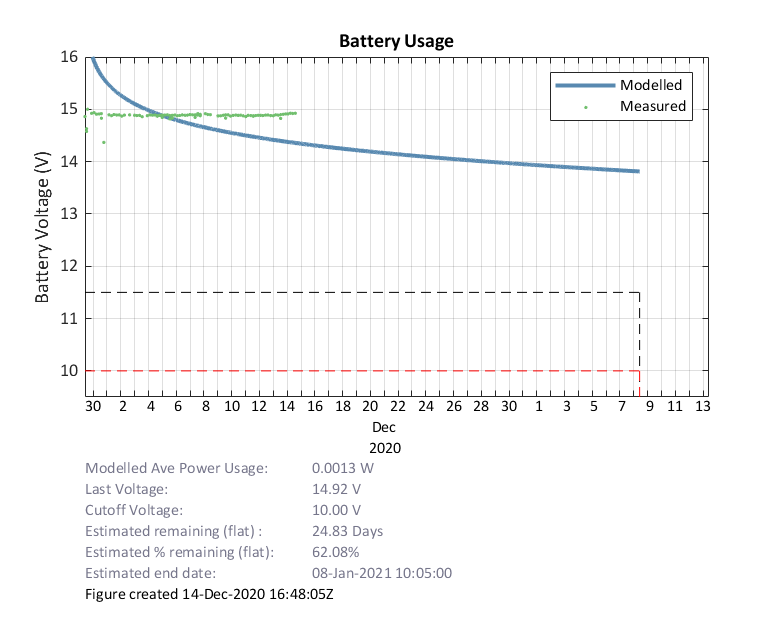 Battery Usage
Battery Voltage (V)
16
15
14
13
12
11
10
Modelled
Measured
30 2 4 6 8 10 12 14 16 18 20 22 24 26 28 30 1 3 5 7 9 11 13
Dec
2020
Modelled Ave Power Usage: 0.0013 W
Last Voltage: 14.92 V
Cutoff Voltage: 10.00 V
Estimated remaining (flat) : 24.83 Days
Estimated % remaining (flat): 62.08%
Estimated end date: 08-Jan-2021 10:05:00
Figure created 14-Dec-2020 16:48:05Z